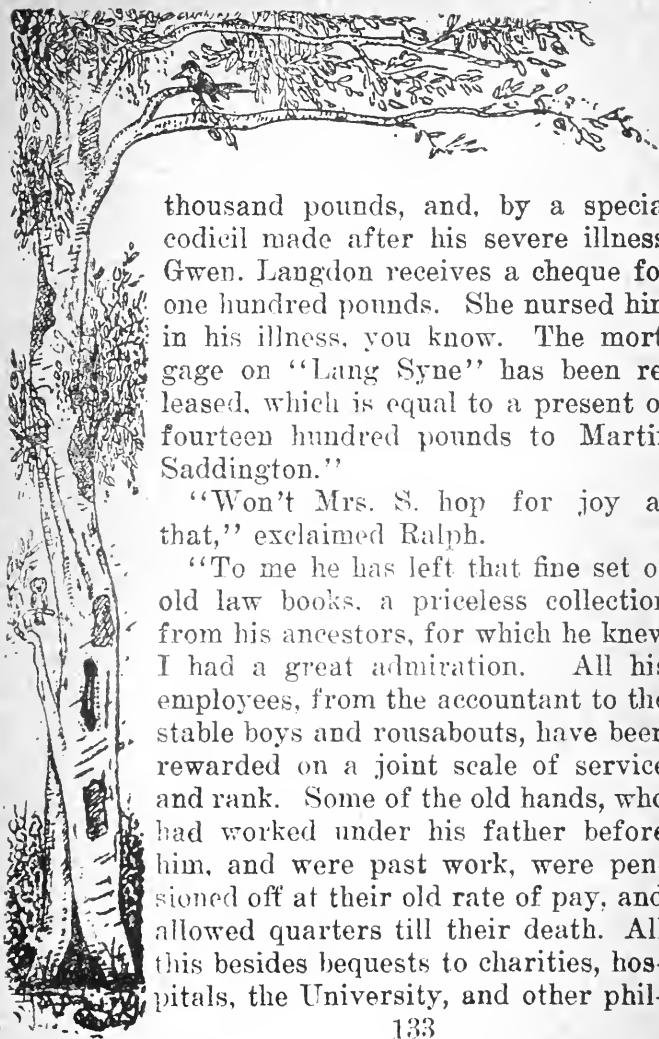 thousand pounds, and, by a specia
codicil made after his severe illness
Gwen. Langdon receives a cheque fo
one hundred pounds. She nursed him
in his illness, you know. The mort
gage on "Lang Syne" has been re
leased, which is equal to a present o
fourteen hundred pounds to Marti
Saddington."
"Won't Mrs. S. hop for joy a
that," exclaimed Ralph.
"To me he has left that fine set o
old law books, a priceless collection
from his ancestors, for which he knew
I had a great admiration. All his
employees, from the accountant to the
stable boys and rousabouts, have been
rewarded on a joint scale of service
and rank. Some of the old hands, who
had worked under his father before
him, and were past work, were pen-
sioned off at their old rate of pay, and
allowed quarters till their death. All
this besides bequests to charities, hos-
pitals, the University, and other phil-
133